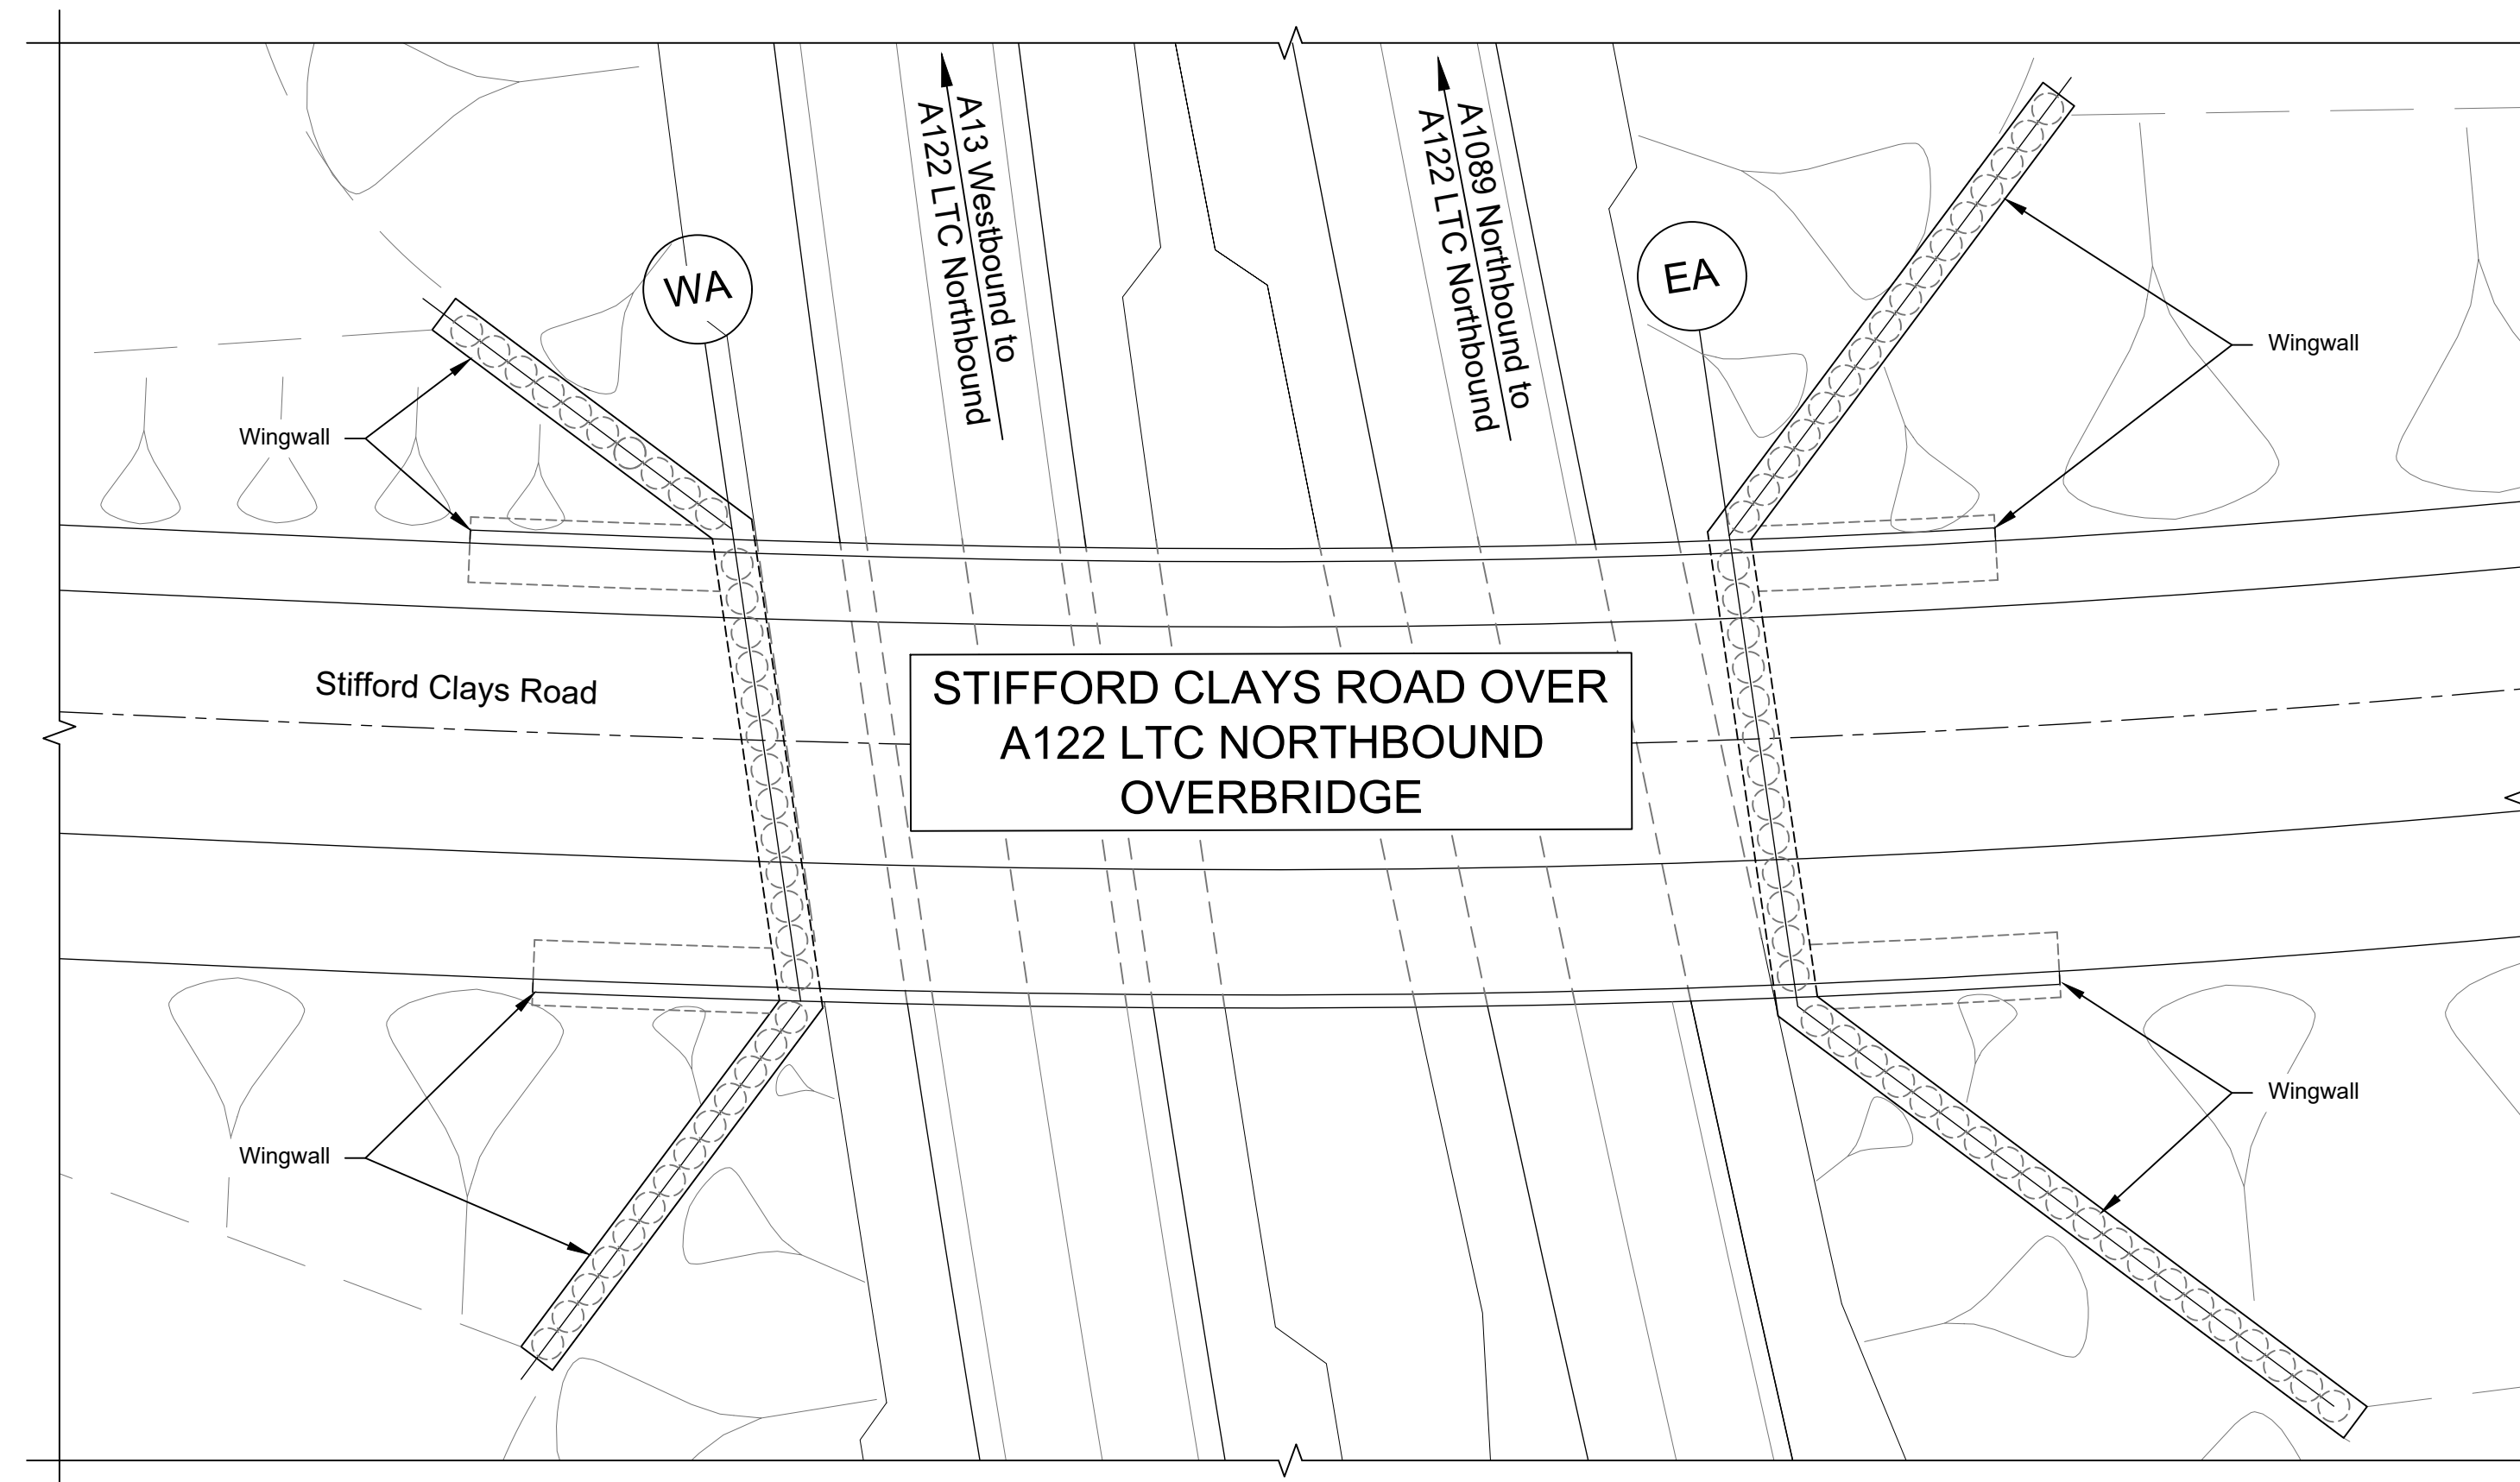 A13 Westbound to
A122 LTC Northbound
A1089 Northbound to
A122 LTC Northbound
WA
EA
Wingwall
Wingwall
Stifford Clays Road
STIFFORD CLAYS ROAD OVER
A122 LTC NORTHBOUND
OVERBRIDGE
Wingwall
Wingwall